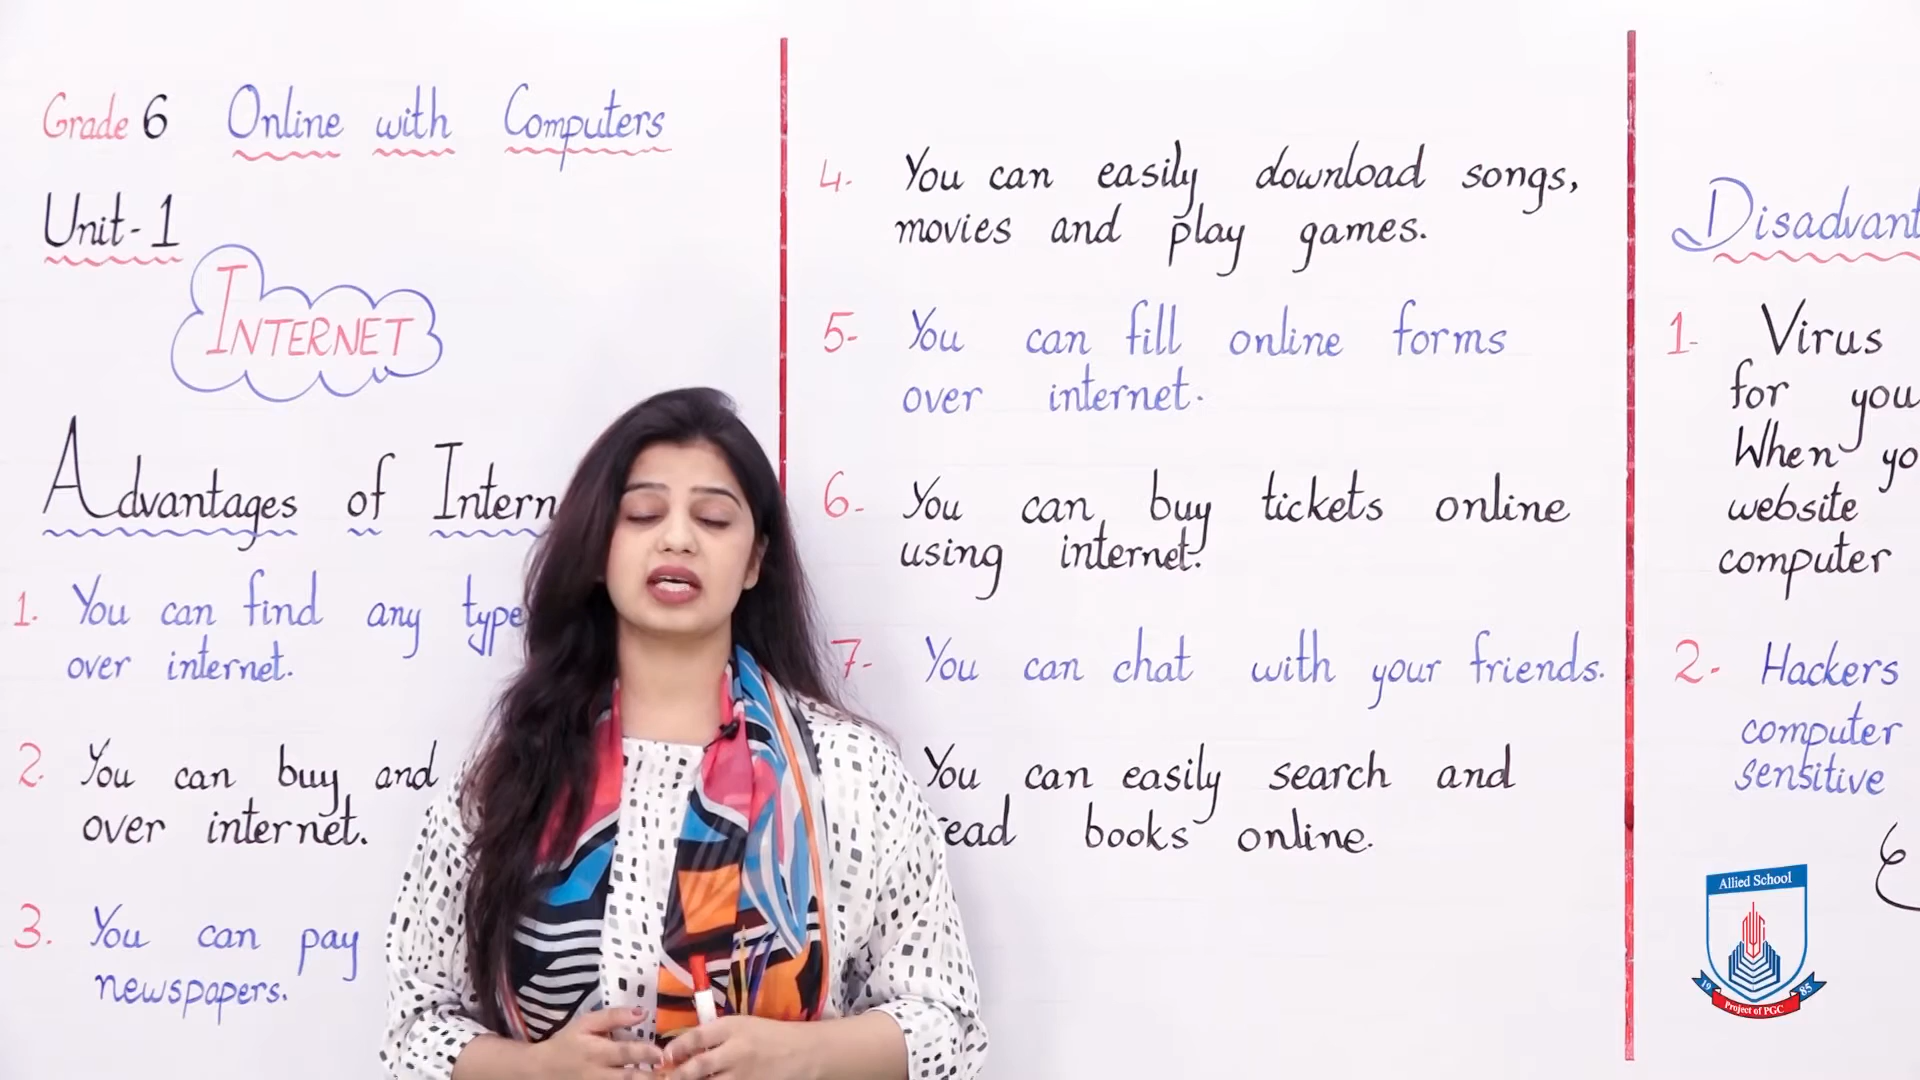 Grade 6 Online with Computers
Unit-1
INTERNET
Advantages of Intern
1. You can find any type
over internet.
2. You can buy and
over internet.
3. You can pay
newspapers.
4. You can easily download songs,
movies and play games.
5- You can fill online forms
over internet.
6. You can buy tickets online
using internet.
7- You can chat with your friends.
You can easily search and
read books online.
Disadvant
1- Virus
for you
When yo
website
computer
2- Hackers
computer
sensitive
Allied School
19 85
Project of PGC